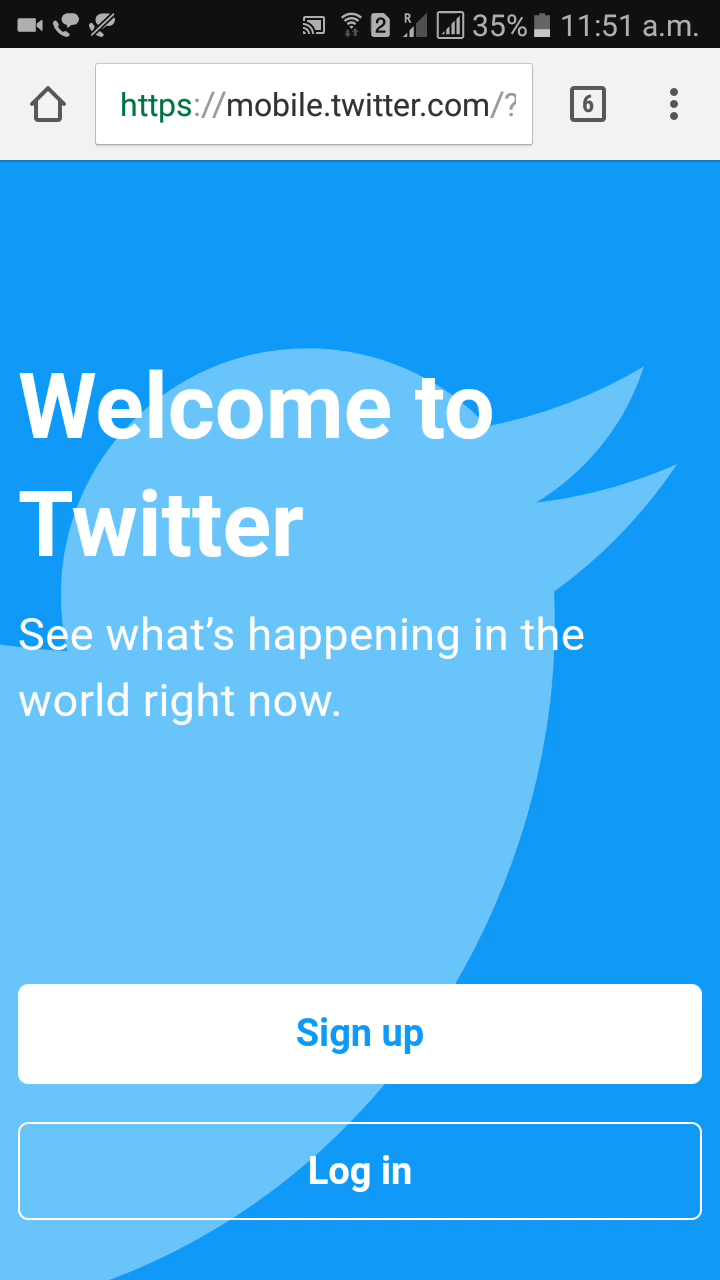 2 R 35% 11:51 a.m.
https://mobile.twitter.com/? 6
Welcome to
Twitter
See what’s happening in the
world right now.
Sign up
Log in